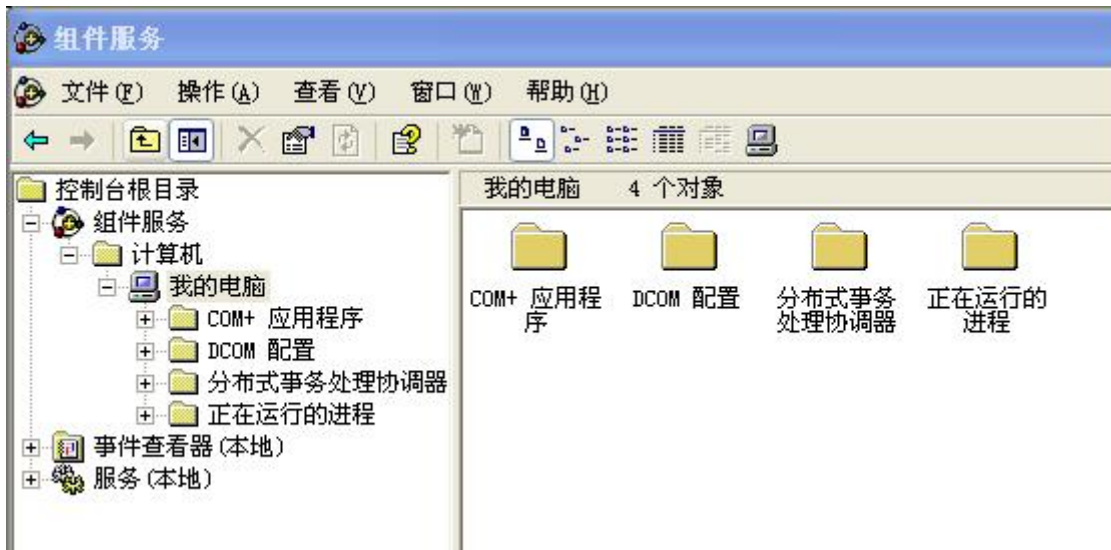 组件服务
文件(F) 操作(A) 查看(V) 窗口(W) 帮助(H)
控制台根目录
组件服务
计算机
我的电脑
COM+ 应用程序
DCOM 配置
分布式事务处理协调器
正在运行的进程
事件查看器(本地)
服务(本地)
我的电脑 4 个对象
COM+ 应用程
序
DCOM 配置
分布式事务
处理协调器
正在运行的
进程